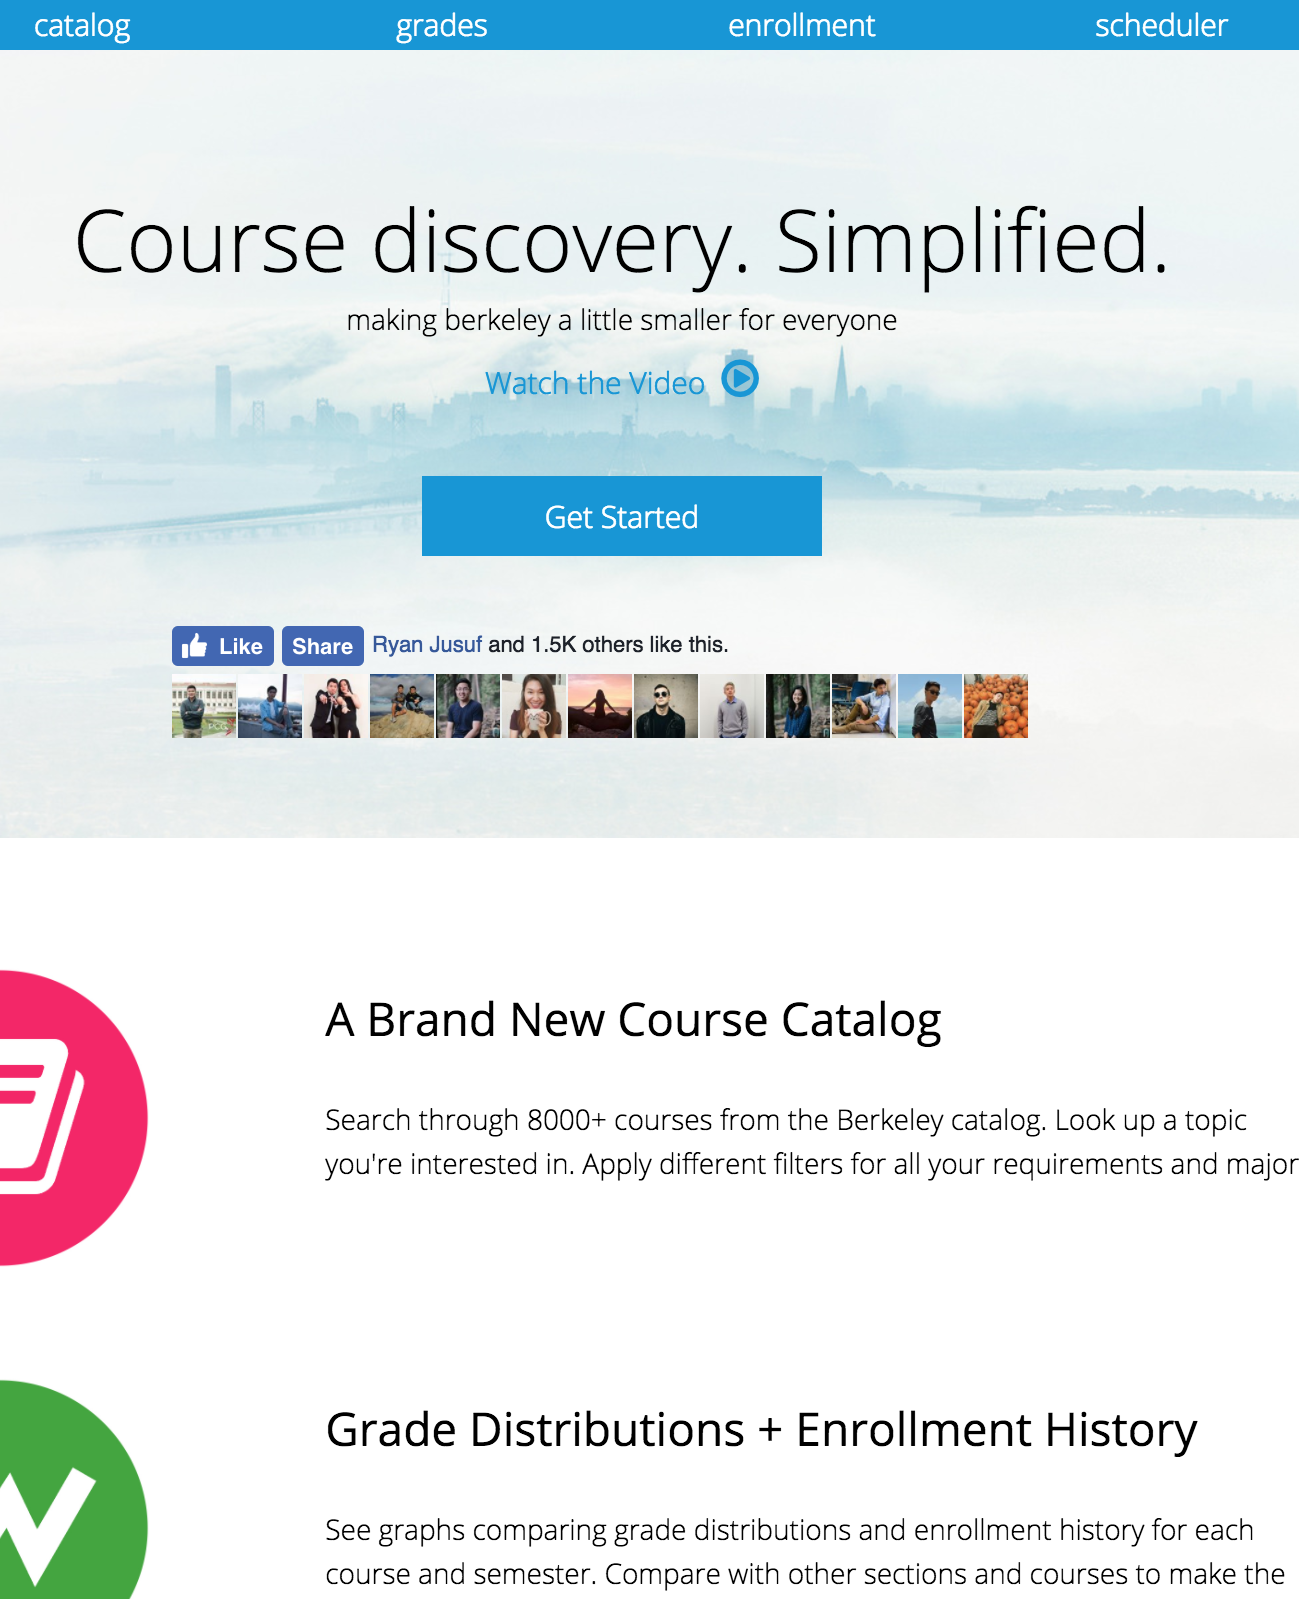 catalog grades enrollment scheduler
Course discovery. Simplified.
making berkeley a little smaller for everyone
Watch the Video
Get Started
Like Share Ryan Jusuf and 1.5K others like this.
A Brand New Course Catalog
Search through 8000+ courses from the Berkeley catalog. Look up a topic
you're interested in. Apply different filters for all your requirements and major
Grade Distributions + Enrollment History
See graphs comparing grade distributions and enrollment history for each
course and semester. Compare with other sections and courses to make the